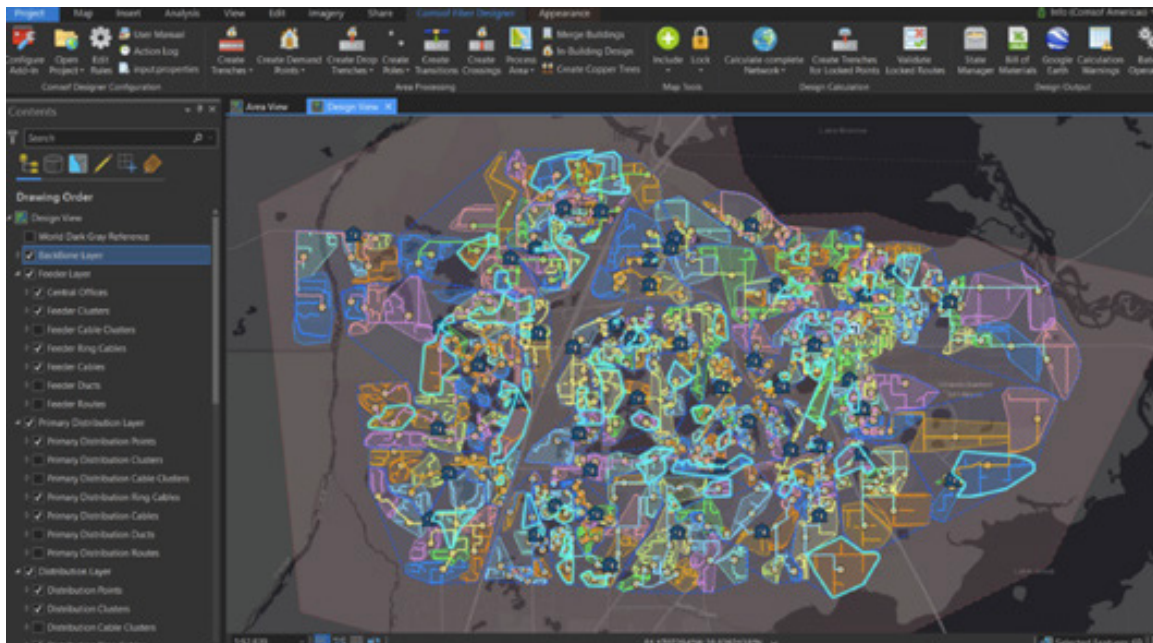 Project Map Insert Analysis View Edit Imagery Share Comsof Fiber Designer Appearance
Info (Comsof Americas)
Configure Add-in
Open Project
Edit Rules
User Manual
Action Log
input.properties
Create Trenches
Create Demand Points
Create Drop Trenches
Create Poles
Create Transitions
Create Crossings
Process Area
Merge Buildings
In-Building Design
Create Copper Trees
Include
Lock
Calculate complete Network
Create Trenches for Locked Points
Validate Locked Routes
State Manager
Bill of Materials
Google Earth
Calculation Warnings
Comsof Designer Configuration
Area Processing
Map Tools
Design Calculation
Design Output
Contents
Search
Drawing Order
Design View
World Dark Gray Reference
BackBone Layer
Feeder Layer
Central Offices
Feeder Clusters
Feeder Cable Clusters
Feeder Ring Cables
Feeder Cables
Feeder Ducts
Feeder Routes
Primary Distribution Layer
Primary Distribution Points
Primary Distribution Clusters
Primary Distribution Cable Clusters
Primary Distribution Ring Cables
Primary Distribution Cables
Primary Distribution Ducts
Primary Distribution Routes
Distribution Layer
Distribution Points
Distribution Clusters
Distribution Cable Clusters
Area View
Design View